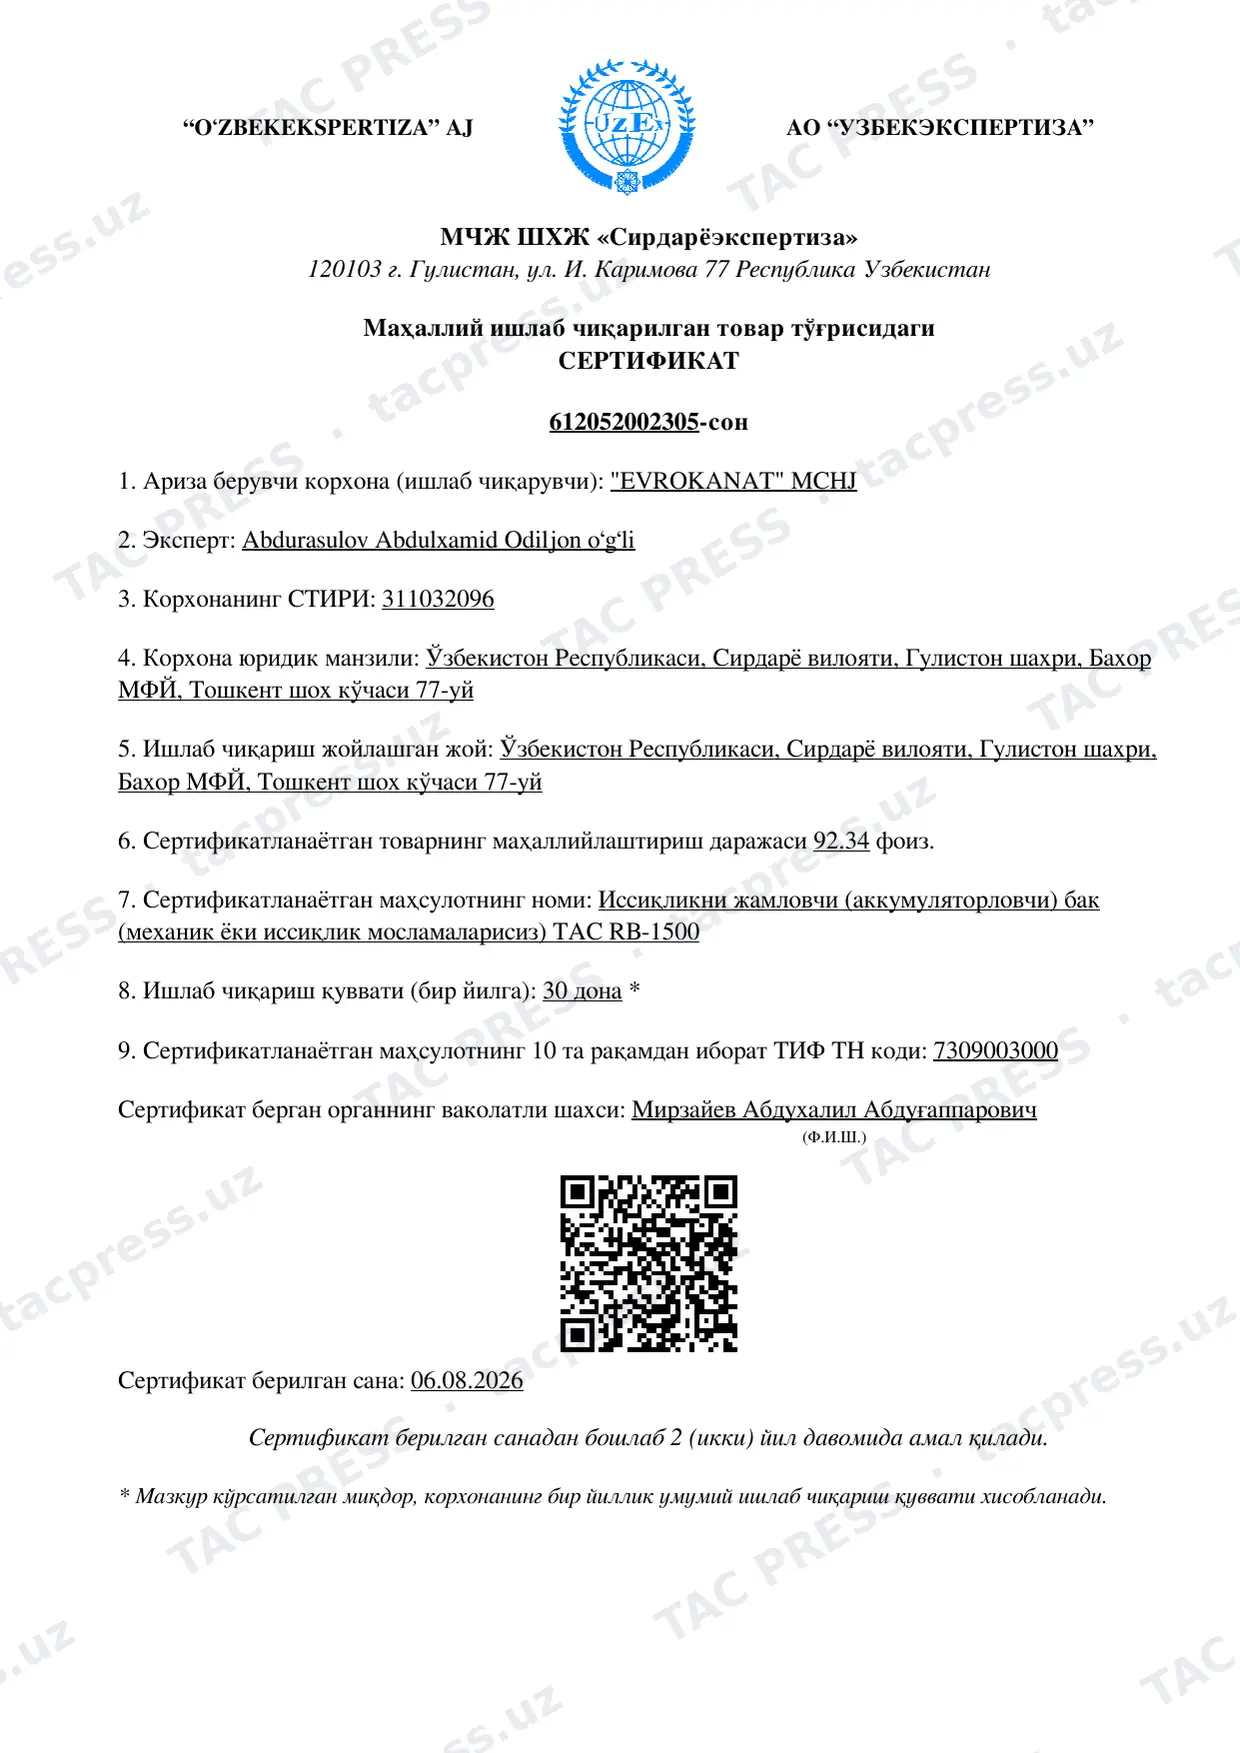 “O‘ZBEKEKSPERTIZA” AJ
UzEx
АО “УЗБЕКЭКСПЕРТИЗА”
МЧЖ ШХЖ «Сирдарёэкспертиза»
120103 г. Гулистан, ул. И. Каримова 77 Республика Узбекистан
Маҳаллий ишлаб чиқарилган товар тўғрисидаги
СЕРТИФИКАТ
612052002305-сон
1. Ариза берувчи корхона (ишлаб чиқарувчи): "EVROKANAT" MCHJ
2. Эксперт: Abdurasulov Abdulxamid Odiljon o‘g‘li
3. Корхонанинг СТИРИ: 311032096
4. Корхона юридик манзили: Ўзбекистон Республикаси, Сирдарё вилояти, Гулистон шахри, Бахор
МФЙ, Тошкент шох кўчаси 77-уй
5. Ишлаб чиқариш жойлашган жой: Ўзбекистон Республикаси, Сирдарё вилояти, Гулистон шахри,
Бахор МФЙ, Тошкент шох кўчаси 77-уй
6. Сертификатланаётган товарнинг маҳаллийлаштириш даражаси 92.34 фоиз.
7. Сертификатланаётган маҳсулотнинг номи: Иссиқликни жамловчи (аккумуляторловчи) бак
(механик ёки иссиқлик мосламаларисиз) TAC RB-1500
8. Ишлаб чиқариш қуввати (бир йилга): 30 дона *
9. Сертификатланаётган маҳсулотнинг 10 та рақамдан иборат ТИФ ТН коди: 7309003000
Сертификат берган органнинг ваколатли шахси: Мирзайев Абдухалил Абдуғаппарович
(Ф.И.Ш.)
Сертификат берилган сана: 06.08.2026
Сертификат берилган санадан бошлаб 2 (икки) йил давомида амал қилади.
* Мазкур кўрсатилган миқдор, корхонанинг бир йиллик умумий ишлаб чиқариш қуввати хисобланади.
TAC PRESS · tacpress.uz